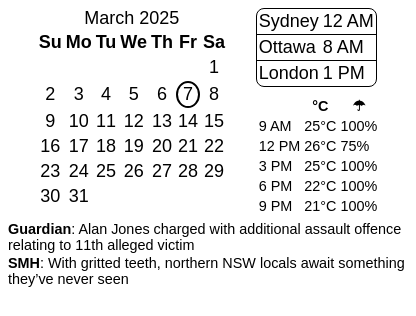 March 2025
Su Mo Tu We Th Fr Sa
1
2 3 4 5 6 7 8
9 10 11 12 13 14 15
16 17 18 19 20 21 22
23 24 25 26 27 28 29
30 31
Sydney 12 AM
Ottawa 8 AM
London 1 PM
°C ☂
9 AM 25°C 100%
12 PM 26°C 75%
3 PM 25°C 100%
6 PM 22°C 100%
9 PM 21°C 100%
Guardian: Alan Jones charged with additional assault offence
relating to 11th alleged victim
SMH: With gritted teeth, northern NSW locals await something
they’ve never seen